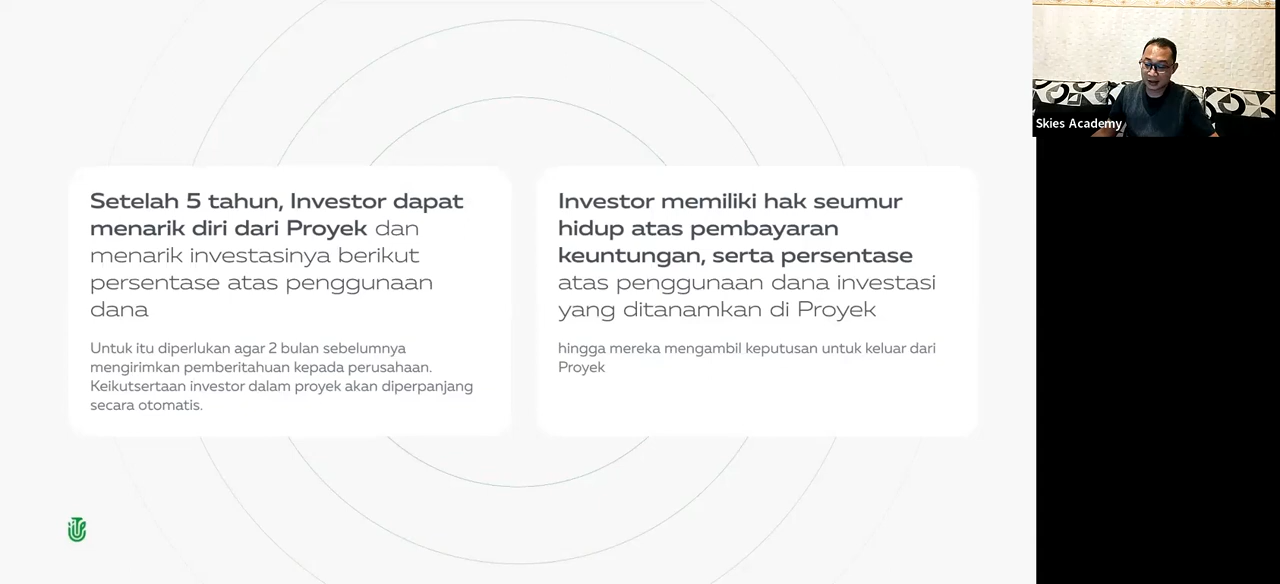 Setelah 5 tahun, Investor dapat
menarik diri dari Proyek dan
menarik investasinya berikut
persentase atas penggunaan
dana
Untuk itu diperlukan agar 2 bulan sebelumnya
mengirimkan pemberitahuan kepada perusahaan.
Keikutsertaan investor dalam proyek akan diperpanjang
secara otomatis.
Investor memiliki hak seumur
hidup atas pembayaran
keuntungan, serta persentase
atas penggunaan dana investasi
yang ditanamkan di Proyek
hingga mereka mengambil keputusan untuk keluar dari
Proyek
Skies Academy